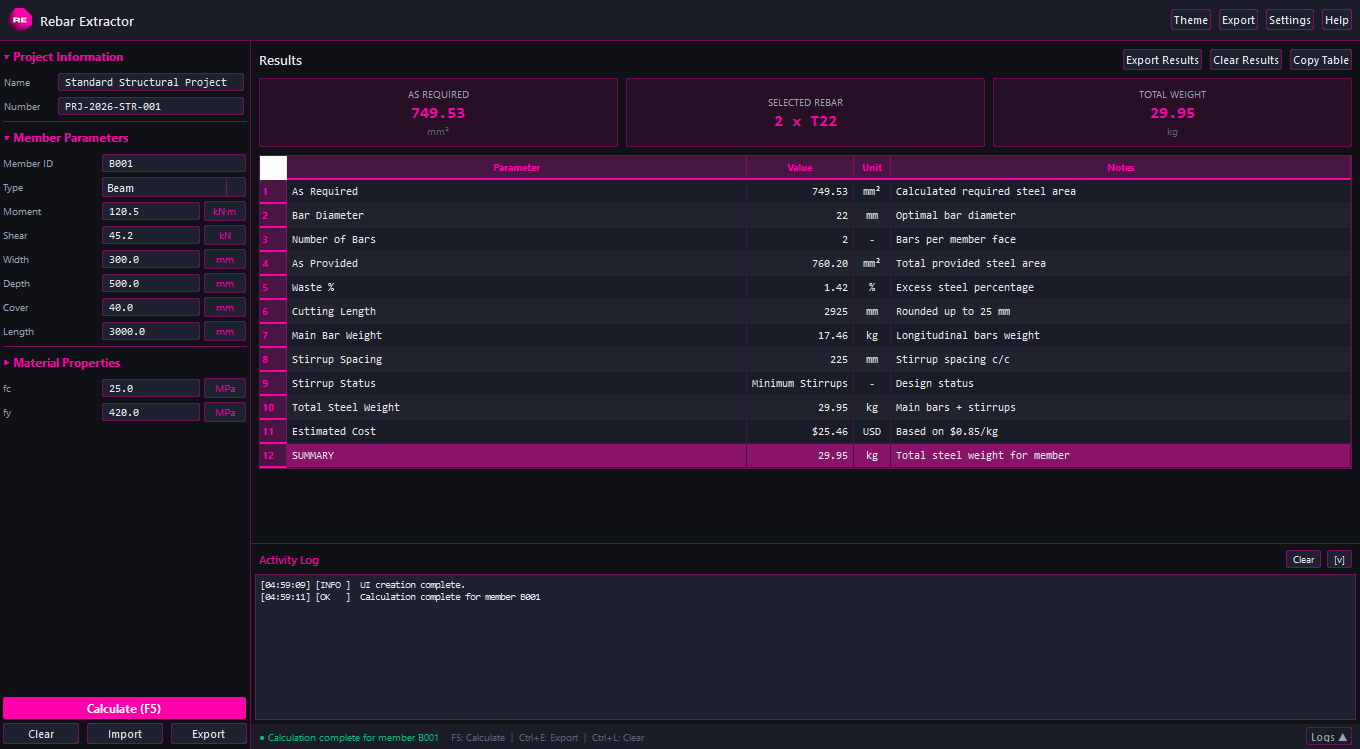 RE Rebar Extractor Theme Export Settings Help
▾ Project Information
Name Standard Structural Project
Number PRJ-2026-STR-001
▾ Member Parameters
Member ID B001
Type Beam
Moment 120.5 kN·m
Shear 45.2 kN
Width 300.0 mm
Depth 500.0 mm
Cover 40.0 mm
Length 3000.0 mm
▸ Material Properties
fc 25.0 MPa
fy 420.0 MPa
Calculate (F5)
Clear Import Export
Results Export Results Clear Results Copy Table
AS REQUIRED
749.53
mm²
SELECTED REBAR
2 x T22
TOTAL WEIGHT
29.95
kg
Parameter Value Unit Notes
1 As Required 749.53 mm² Calculated required steel area
2 Bar Diameter 22 mm Optimal bar diameter
3 Number of Bars 2 - Bars per member face
4 As Provided 760.20 mm² Total provided steel area
5 Waste % 1.42 % Excess steel percentage
6 Cutting Length 2925 mm Rounded up to 25 mm
7 Main Bar Weight 17.46 kg Longitudinal bars weight
8 Stirrup Spacing 225 mm Stirrup spacing c/c
9 Stirrup Status Minimum Stirrups - Design status
10 Total Steel Weight 29.95 kg Main bars + stirrups
11 Estimated Cost $25.46 USD Based on $0.85/kg
12 SUMMARY 29.95 kg Total steel weight for member
Activity Log Clear [v]
[04:59:09] [INFO ] UI creation complete.
[04:59:11] [OK ] Calculation complete for member B001
● Calculation complete for member B001 F5: Calculate | Ctrl+E: Export | Ctrl+L: Clear Logs ▲